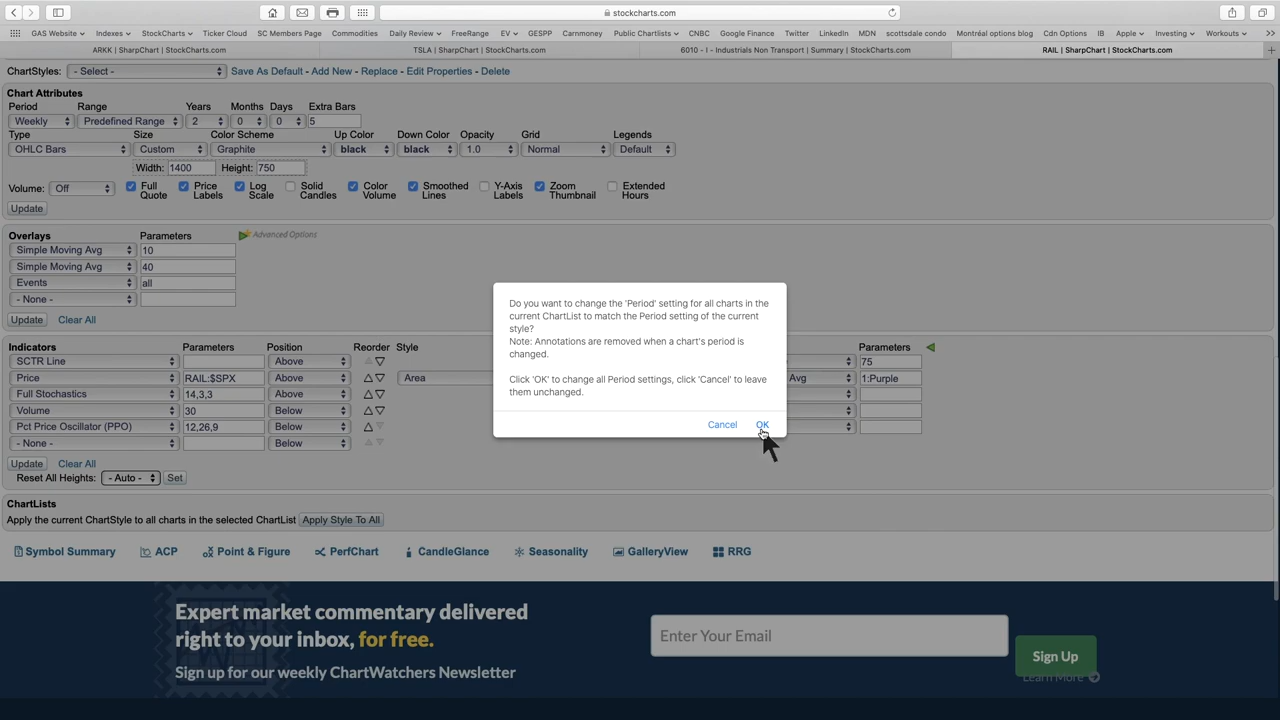 stockcharts.com
GAS Website Indexes StockCharts Ticker Cloud SC Members Page Commodities Daily Review FreeRange EV GESPP Carnmoney Public Chartlists CNBC Google Finance Twitter LinkedIn MDN scottsdale condo Montréal options blog Cdn Options IB Apple Investing Workouts
ARKK | SharpChart | StockCharts.com TSLA | SharpChart | StockCharts.com 6010 - I - Industrials Non Transport | Summary | StockCharts.com RAIL | SharpChart | StockCharts.com
ChartStyles: - Select - Save As Default - Add New - Replace - Edit Properties - Delete
Chart Attributes
Period Range Years Months Days Extra Bars
Weekly Predefined Range 2 0 0 5
Type Size Color Scheme Up Color Down Color Opacity Grid Legends
OHLC Bars Custom Graphite black black 1.0 Normal Default
Width: 1400 Height: 750
Volume: Off Full Quote Price Labels Log Scale Solid Candles Color Volume Smoothed Lines Y-Axis Labels Zoom Thumbnail Extended Hours
Update
Overlays Parameters Advanced Options
Simple Moving Avg 10
Simple Moving Avg 40
Events all
- None -
Update Clear All
Do you want to change the 'Period' setting for all charts in the
current ChartList to match the Period setting of the current
style?
Note: Annotations are removed when a chart's period is
changed.
Click 'OK' to change all Period settings, click 'Cancel' to leave
them unchanged.
Cancel OK
Indicators Parameters Position Reorder Style Parameters
SCTR Line Above 75
Price RAIL:$SPX Above Area Avg 1:Purple
Full Stochastics 14,3,3 Above
Volume 30 Below
Pct Price Oscillator (PPO) 12,26,9 Below
- None - Below
Update Clear All
Reset All Heights: - Auto - Set
ChartLists
Apply the current ChartStyle to all charts in the selected ChartList Apply Style To All
Symbol Summary ACP Point & Figure PerfChart CandleGlance Seasonality GalleryView RRG
Expert market commentary delivered
right to your inbox, for free.
Sign up for our weekly ChartWatchers Newsletter
Enter Your Email
Sign Up
Learn More